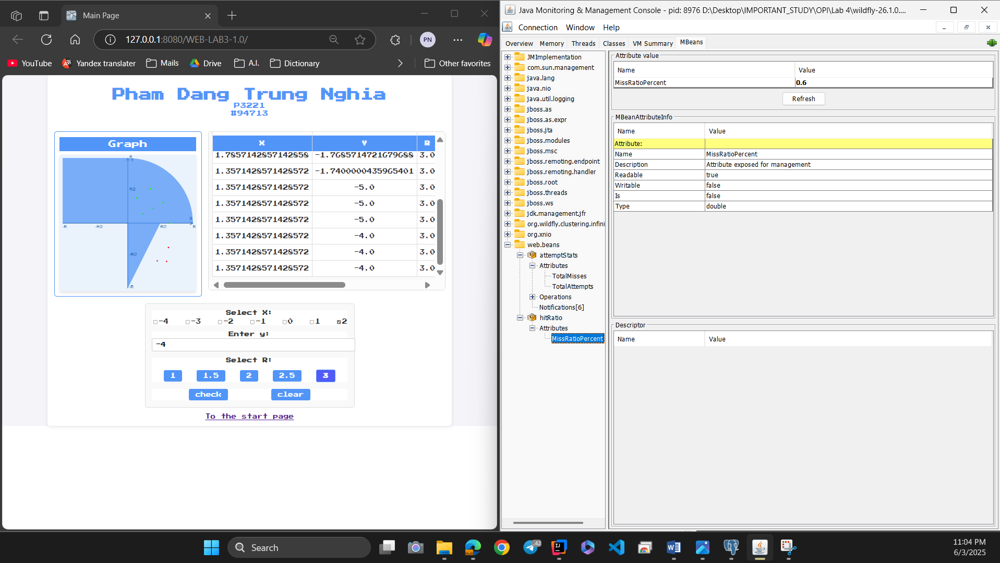 Main Page
127.0.0.1:8080/WEB-LAB3-1.0/
PN
YouTube
Yandex translater
Mails
Drive
A.I.
Dictionary
Other favorites
Pham Dang Trung Nghia
P3221
#94713
Graph
R
Y
R/2
X
-R
-R/2
R/2
R
-R/2
-R
X Y R
1.7857142857142858 -1.7685714721679688 3.0
1.3571428571428572 -1.7400000435965401 3.0
1.3571428571428572 -5.0 3.0
1.3571428571428572 -5.0 3.0
1.3571428571428572 -5.0 3.0
1.3571428571428572 -4.0 3.0
1.3571428571428572 -4.0 3.0
1.3571428571428572 -4.0 3.0
Select X:
-4 -3 -2 -1 0 1 2
Enter y:
-4
Select R:
1 1.5 2 2.5 3
check clear
To the start page
Java Monitoring & Management Console - pid: 8976 D:\Desktop\IMPORTANT_STUDY\OPI\Lab 4\wildfly-26.1.0....
Connection Window Help
Overview Memory Threads Classes VM Summary MBeans
JMImplementation
com.sun.management
java.lang
java.nio
java.util.logging
jboss.as
jboss.as.expr
jboss.jta
jboss.modules
jboss.msc
jboss.remoting.endpoint
jboss.remoting.handler
jboss.root
jboss.threads
jboss.ws
jdk.management.jfr
org.wildfly.clustering.infini
org.xnio
web.beans
attemptStats
Attributes
TotalMisses
TotalAttempts
Operations
Notifications[6]
hitRatio
Attributes
MissRatioPercent
Attribute value
Name Value
MissRatioPercent 0.6
Refresh
MBeanAttributeInfo
Name Value
Attribute:
Name MissRatioPercent
Description Attribute exposed for management
Readable true
Writable false
Is false
Type double
Descriptor
Name Value
Search
42
11:04 PM
6/3/2025